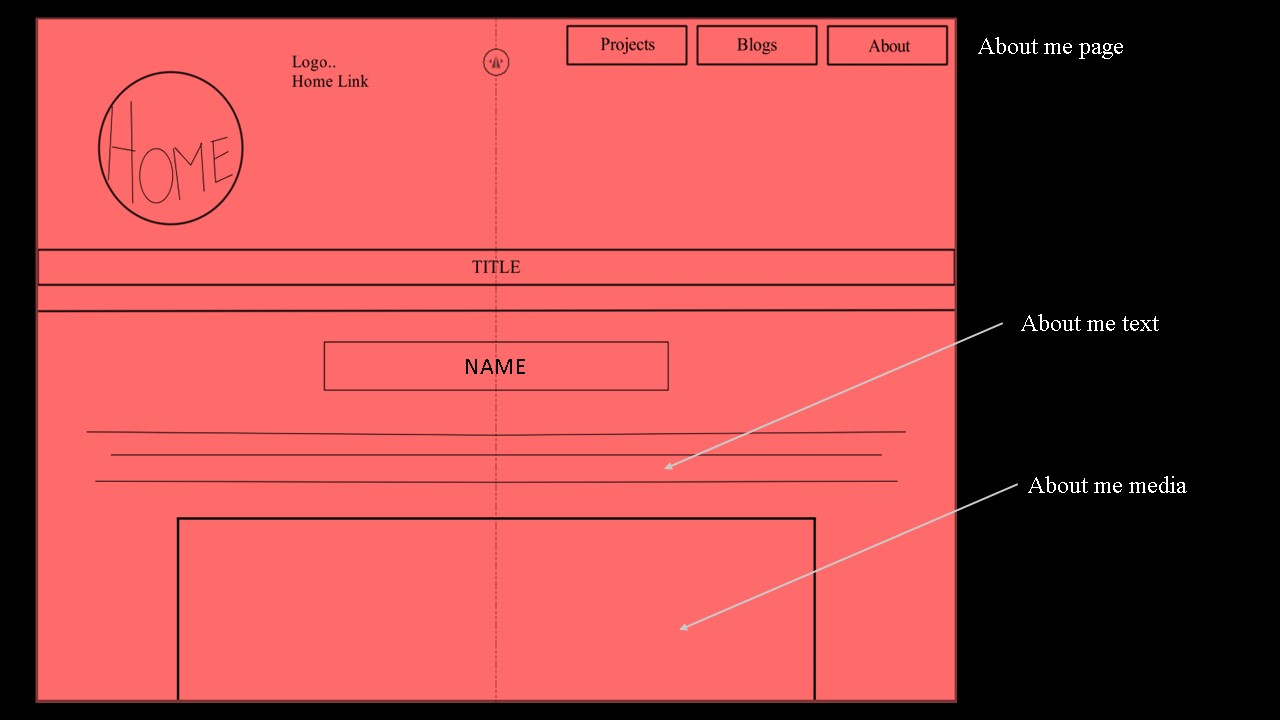 Projects
Blogs
About
About me page
Logo..
Home Link
HOME
TITLE
About me text
NAME
About me media